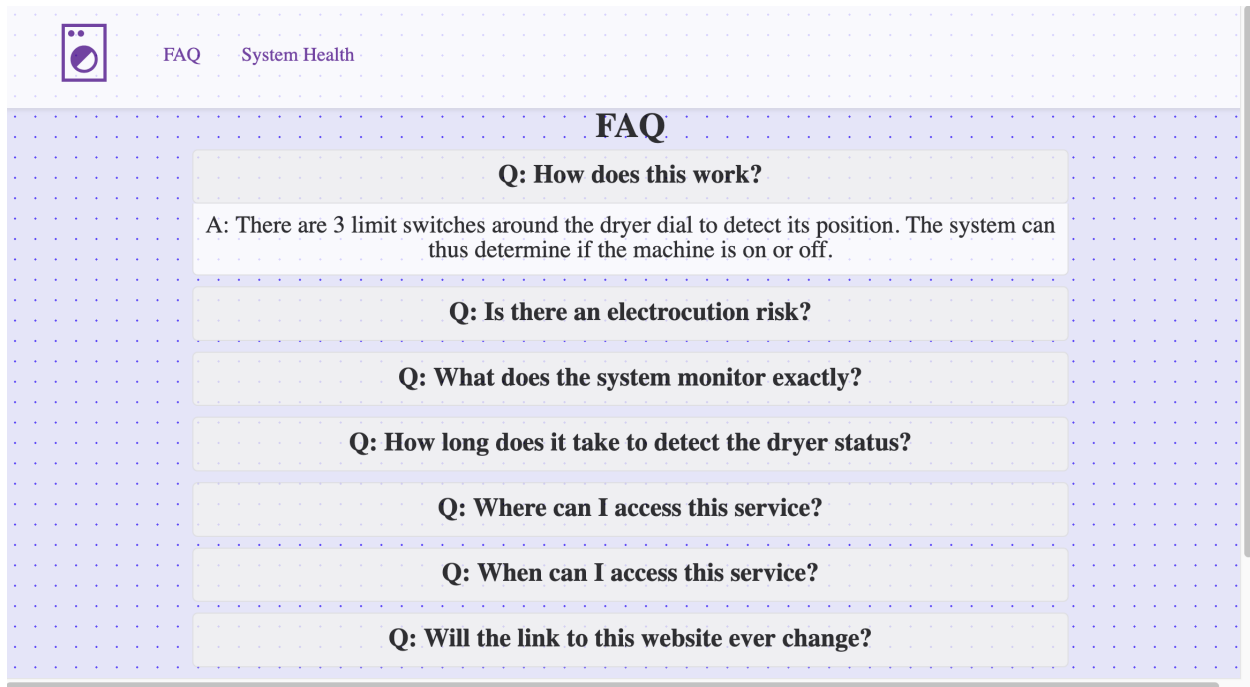 FAQ
System Health
FAQ
Q: How does this work?
A: There are 3 limit switches around the dryer dial to detect its position. The system can
thus determine if the machine is on or off.
Q: Is there an electrocution risk?
Q: What does the system monitor exactly?
Q: How long does it take to detect the dryer status?
Q: Where can I access this service?
Q: When can I access this service?
Q: Will the link to this website ever change?